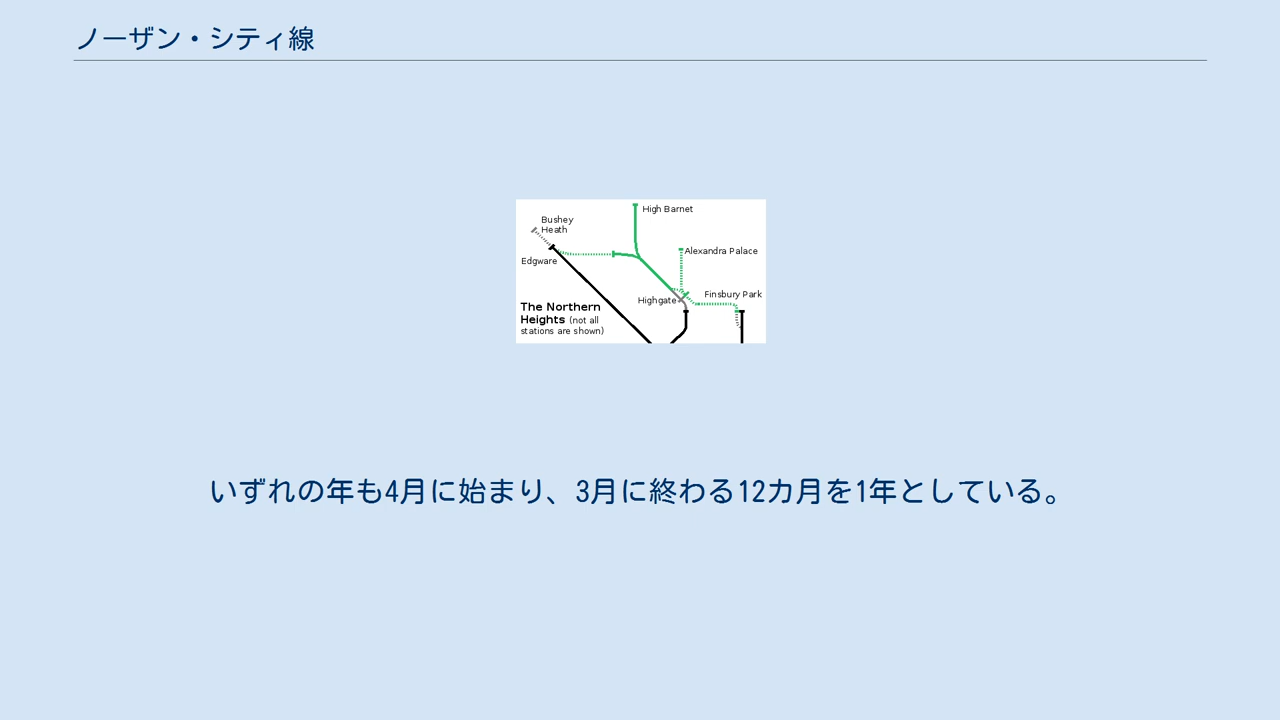 ノーザン・シティ線
High Barnet
Bushey
Heath
Alexandra Palace
Edgware
Finsbury Park
Highgate
The Northern
Heights (not all
stations are shown)
いずれの年も4月に始まり、3月に終わる12カ月を1年としている。